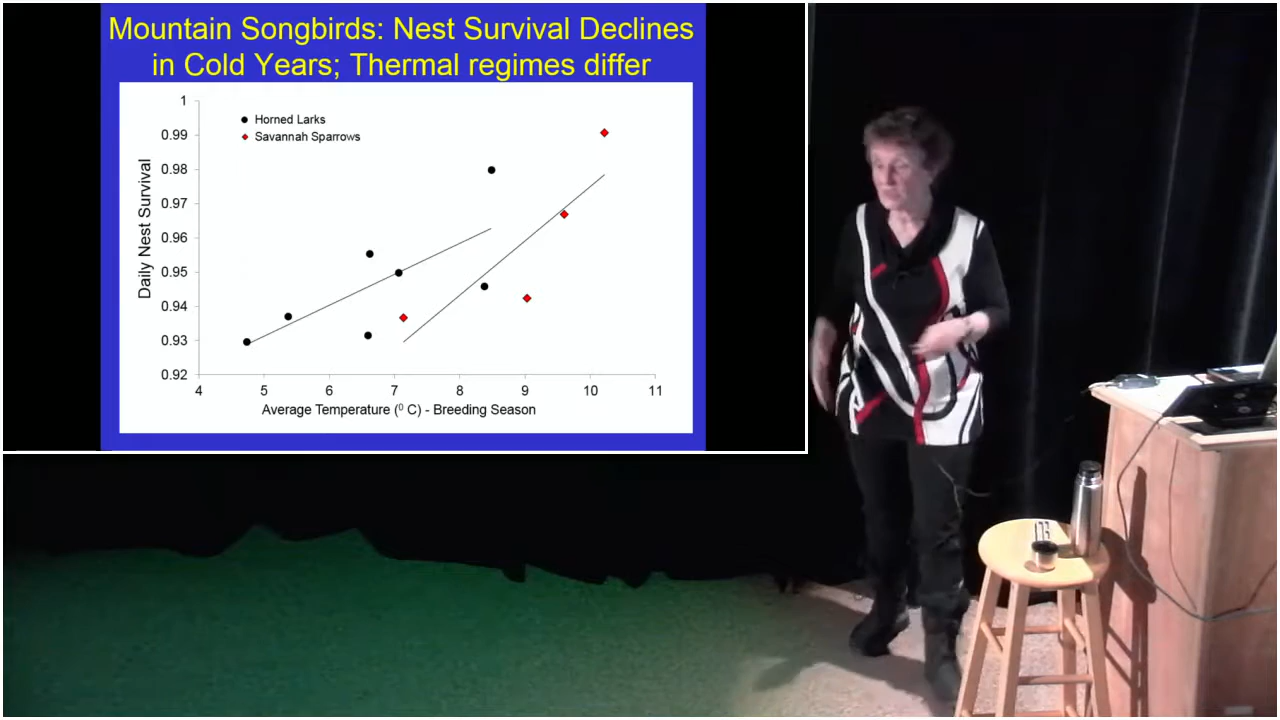 Mountain Songbirds: Nest Survival Declines
in Cold Years; Thermal regimes differ
Horned Larks
Savannah Sparrows
Daily Nest Survival
1
0.99
0.98
0.97
0.96
0.95
0.94
0.93
0.92
4 5 6 7 8 9 10 11
Average Temperature (⁰ C) - Breeding Season